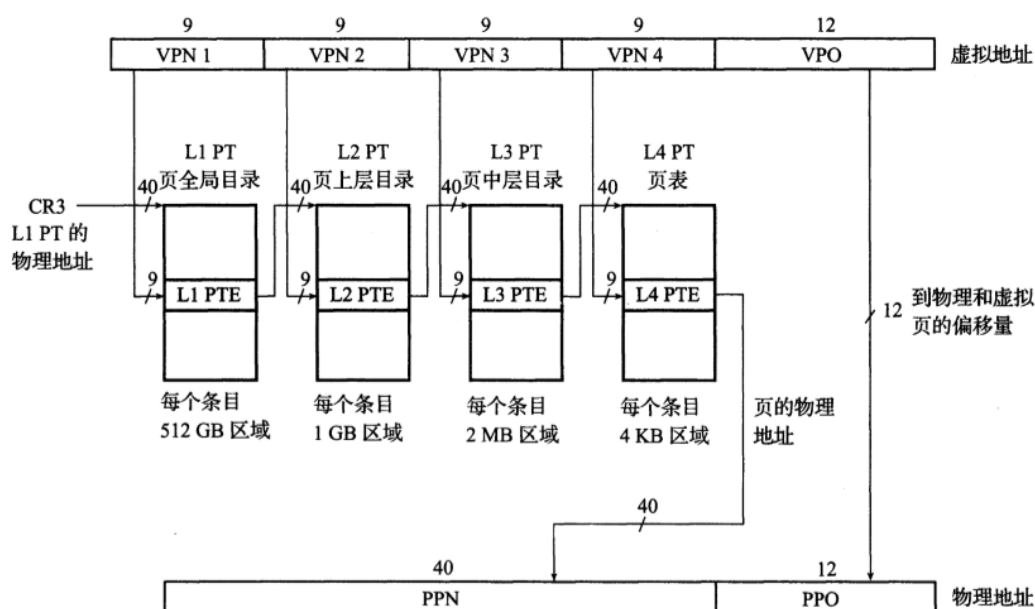 9 9 9 9 12
VPN 1 VPN 2 VPN 3 VPN 4 VPO 虚拟地址
L1 PT L2 PT L3 PT L4 PT
页全局目录 页上层目录 页中层目录 页表
40 40 40 40
CR3
L1 PT 的
物理地址
9 9 9 9
L1 PTE L2 PTE L3 PTE L4 PTE
12 到物理和虚拟
页的偏移量
每个条目 每个条目 每个条目 每个条目 页的物理
512 GB 区域 1 GB 区域 2 MB 区域 4 KB 区域 地址
40
40 12
PPN PPO 物理地址